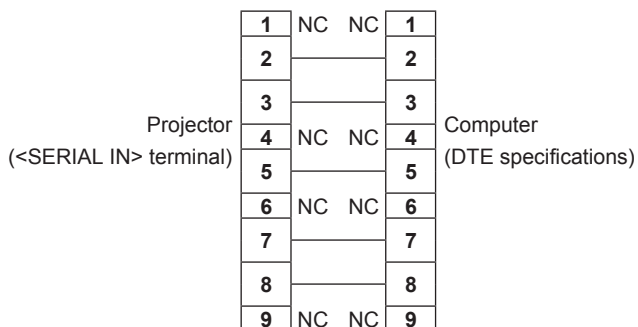 1 NC NC 1
2 2
3 3
Projector
(<SERIAL IN> terminal)
4 NC NC 4
Computer
(DTE specifications)
5 5
6 NC NC 6
7 7
8 8
9 NC NC 9